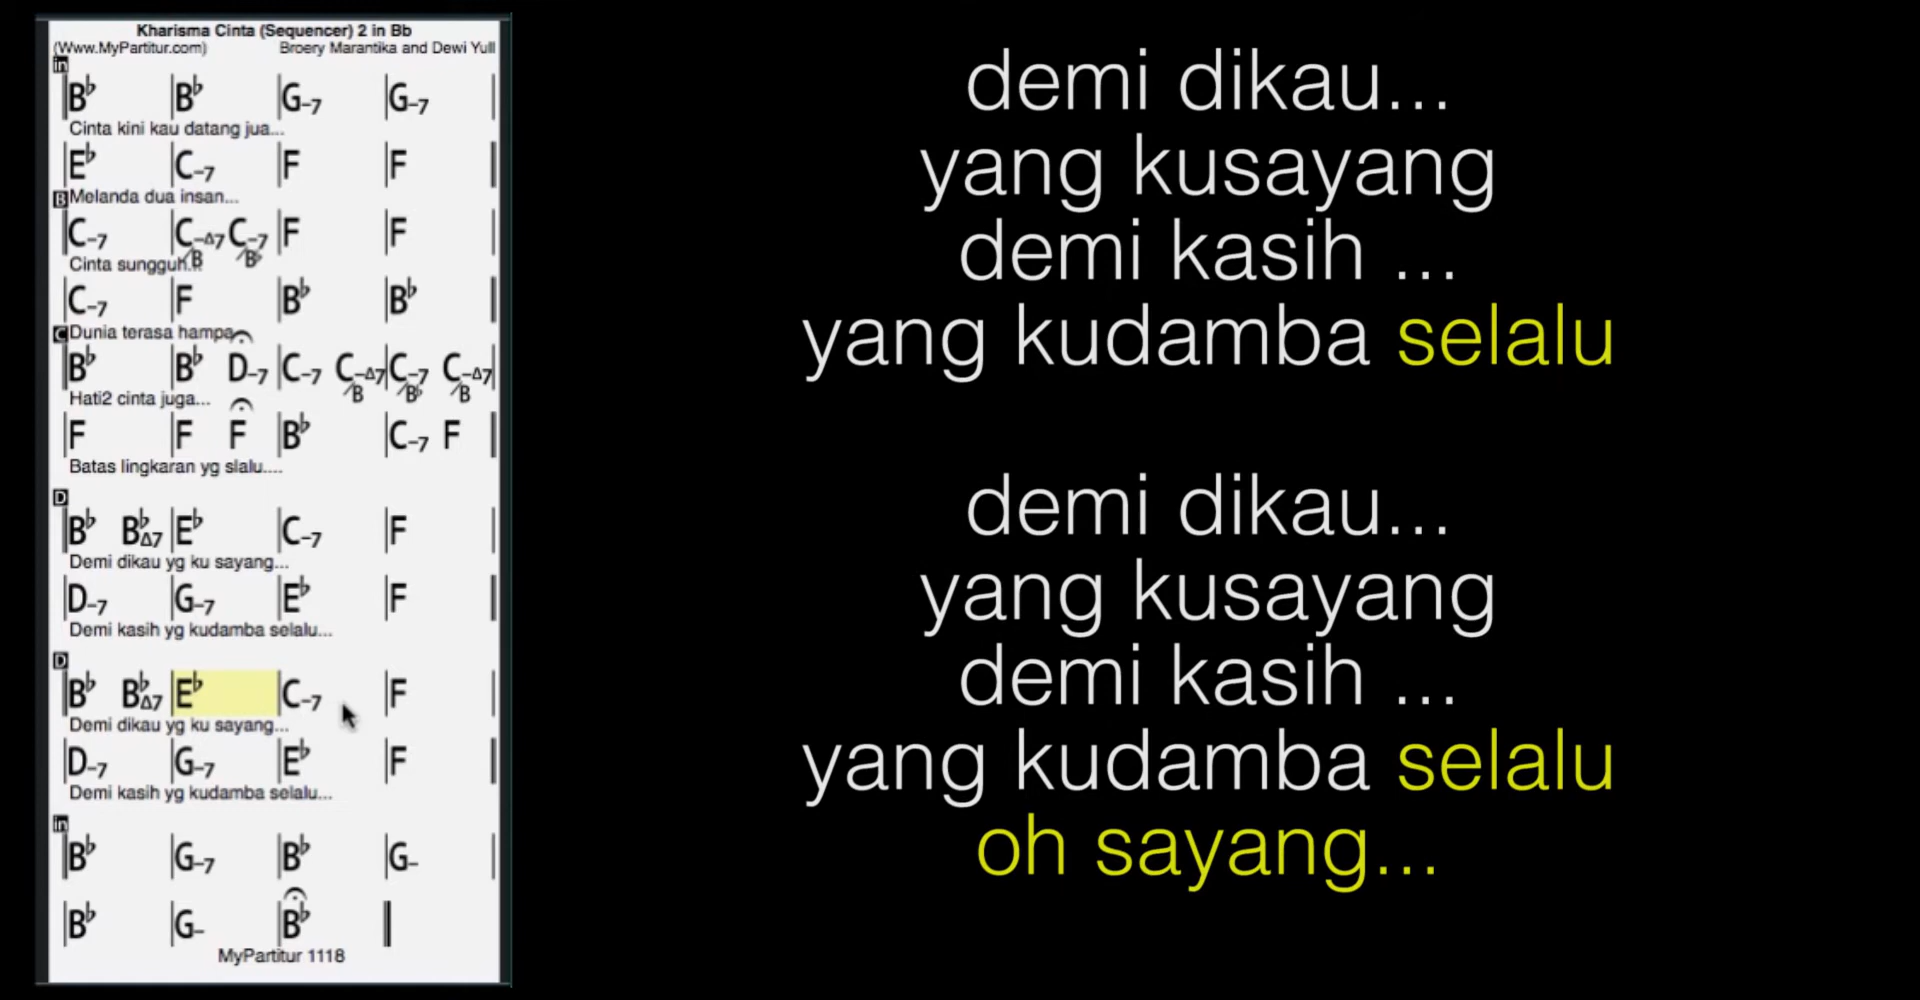 Kharisma Cinta (Sequencer) 2 in Bb
(Www.MyPartitur.com) Broery Marantika and Dewi Yull
in
B♭ B♭ G-7 G-7
Cinta kini kau datang jua...
E♭ C-7 F F
B Melanda dua insan...
C-7 C-Δ7/B C-7/B♭ F F
Cinta sungguh...
C-7 F B♭ B♭
C Dunia terasa hampa
B♭ B♭ D-7 C-7 C-Δ7/B C-7/B♭ C-Δ7/B
Hati2 cinta juga...
F F F B♭ C-7 F
Batas lingkaran yg slalu....
D
B♭ B♭Δ7 E♭ C-7 F
Demi dikau yg ku sayang...
D-7 G-7 E♭ F
Demi kasih yg kudamba selalu...
D
B♭ B♭Δ7 E♭ C-7 F
Demi dikau yg ku sayang...
D-7 G-7 E♭ F
Demi kasih yg kudamba selalu...
in
B♭ G-7 B♭ G-
B♭ G- B♭
MyPartitur 1118
demi dikau...
yang kusayang
demi kasih ...
yang kudamba selalu
demi dikau...
yang kusayang
demi kasih ...
yang kudamba selalu
oh sayang...